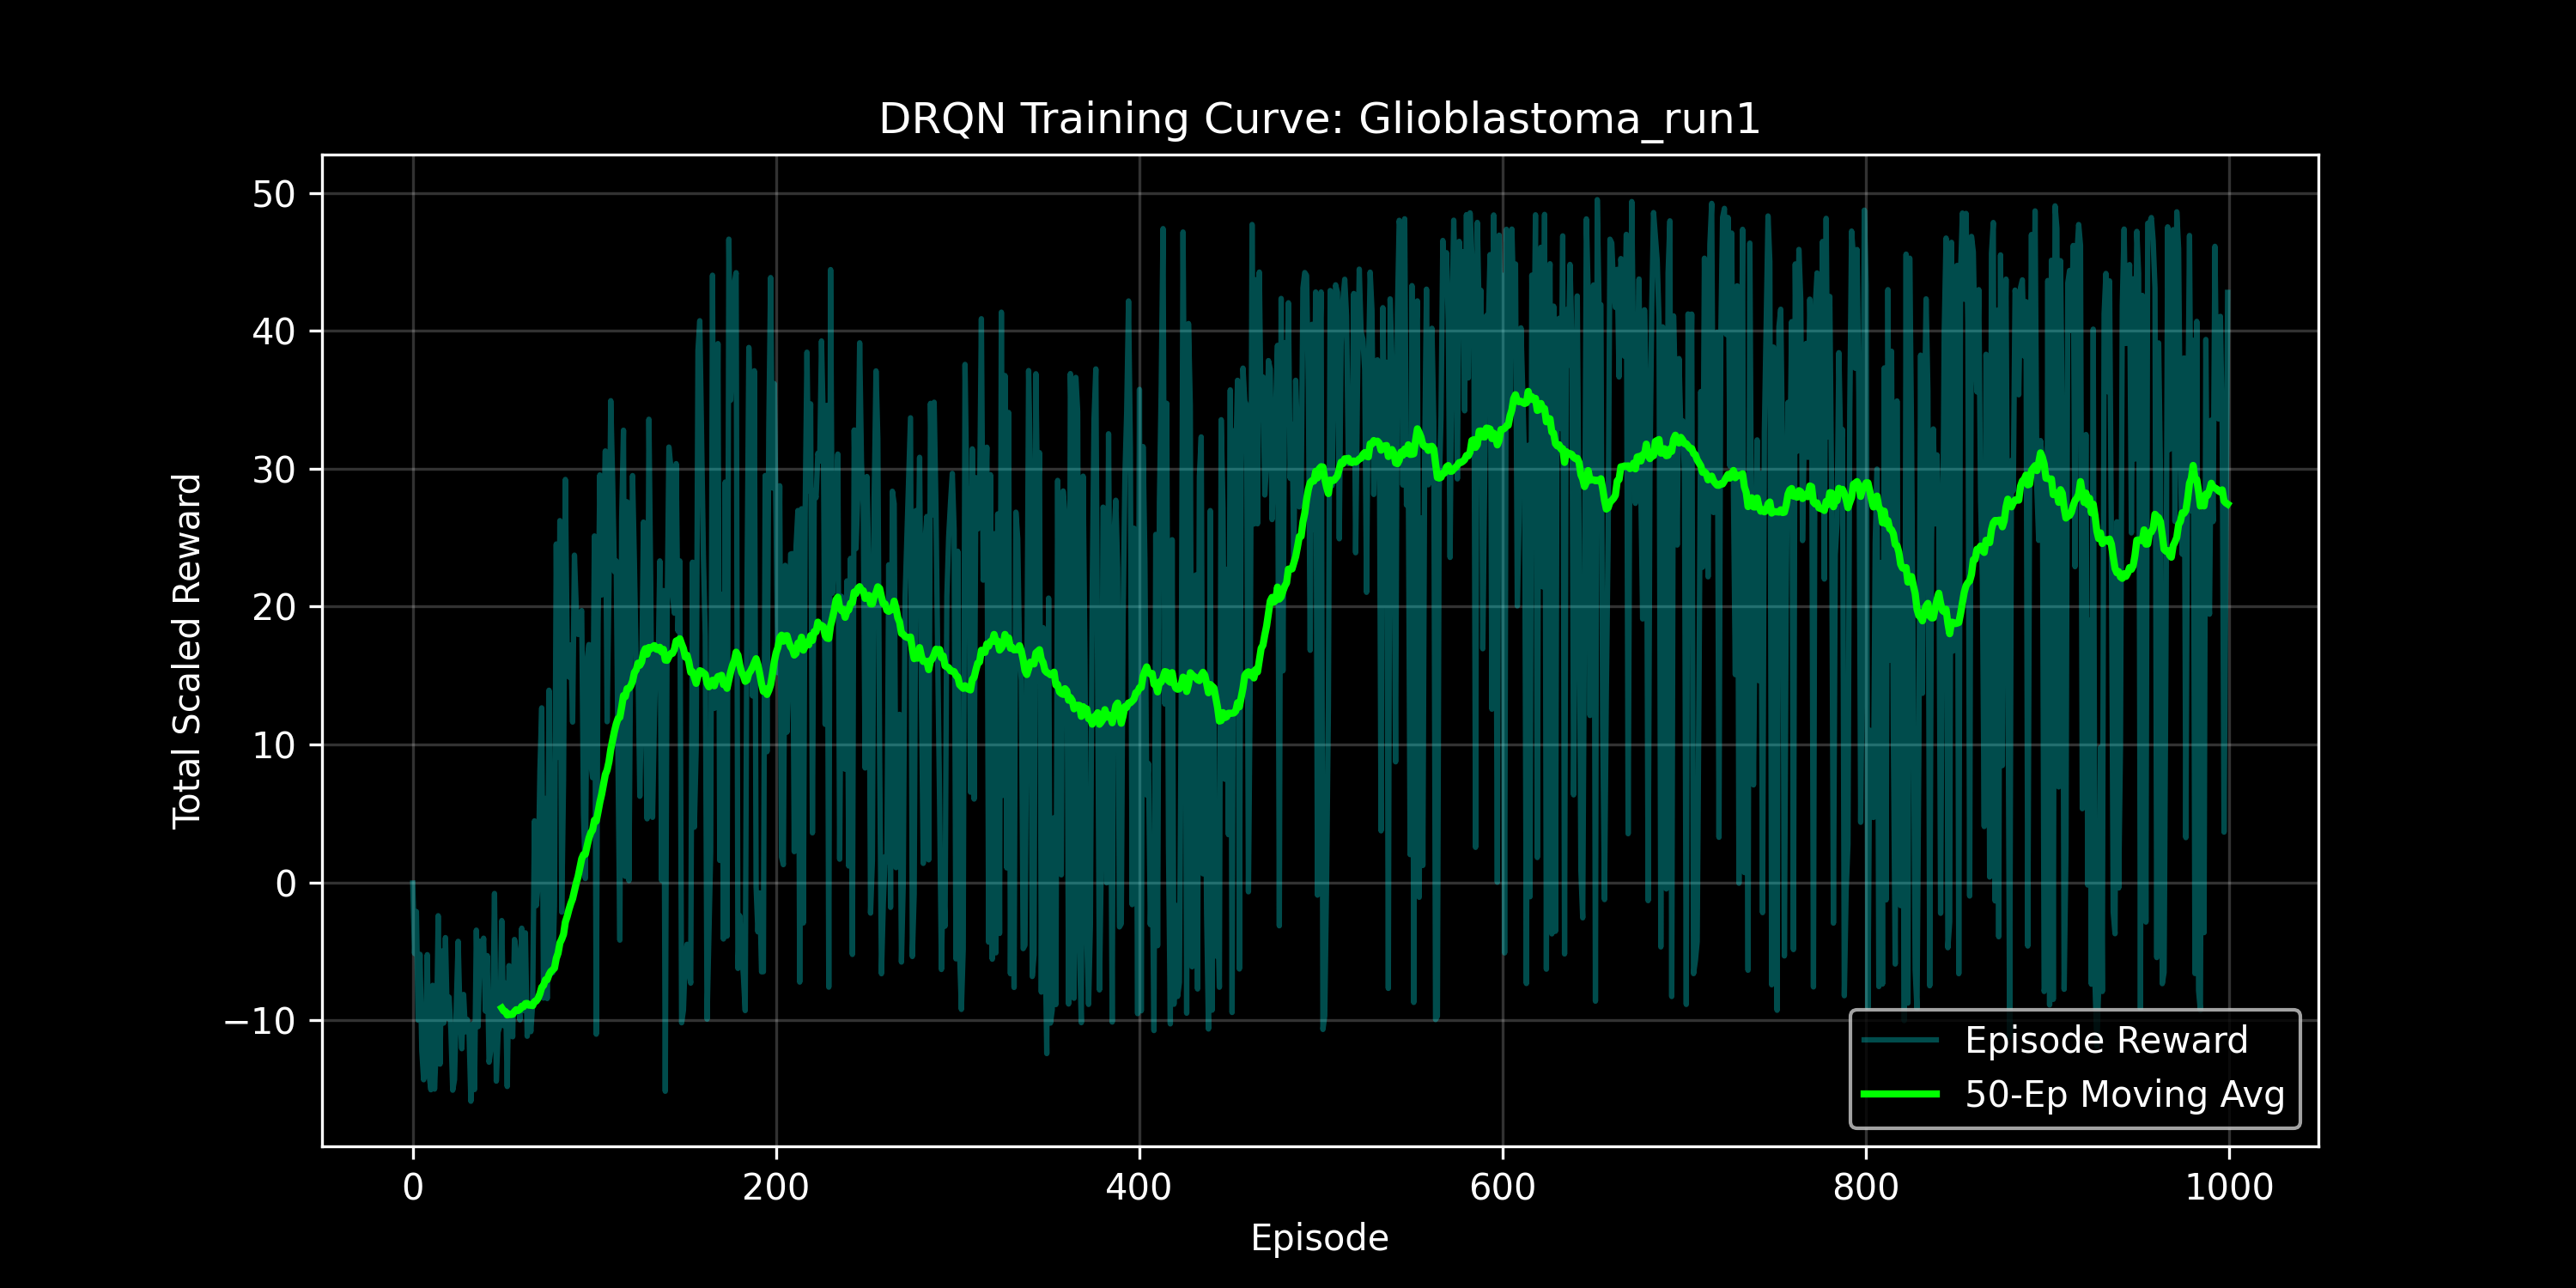 DRQN Training Curve: Glioblastoma_run1
Total Scaled Reward
50
40
30
20
10
0
−10
0
200
400
600
800
1000
Episode
Episode Reward
50-Ep Moving Avg